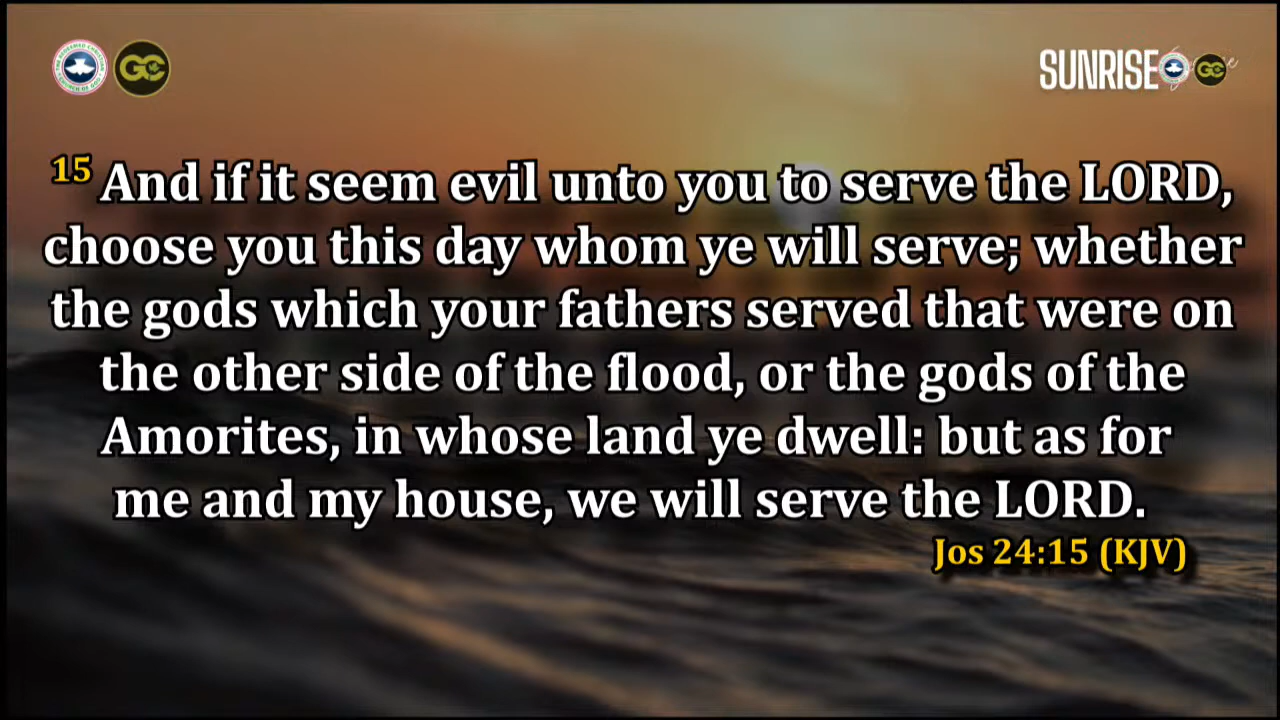 GC
SUNRISE
GC
15 And if it seem evil unto you to serve the LORD,
choose you this day whom ye will serve; whether
the gods which your fathers served that were on
the other side of the flood, or the gods of the
Amorites, in whose land ye dwell: but as for
me and my house, we will serve the LORD.
Jos 24:15 (KJV)